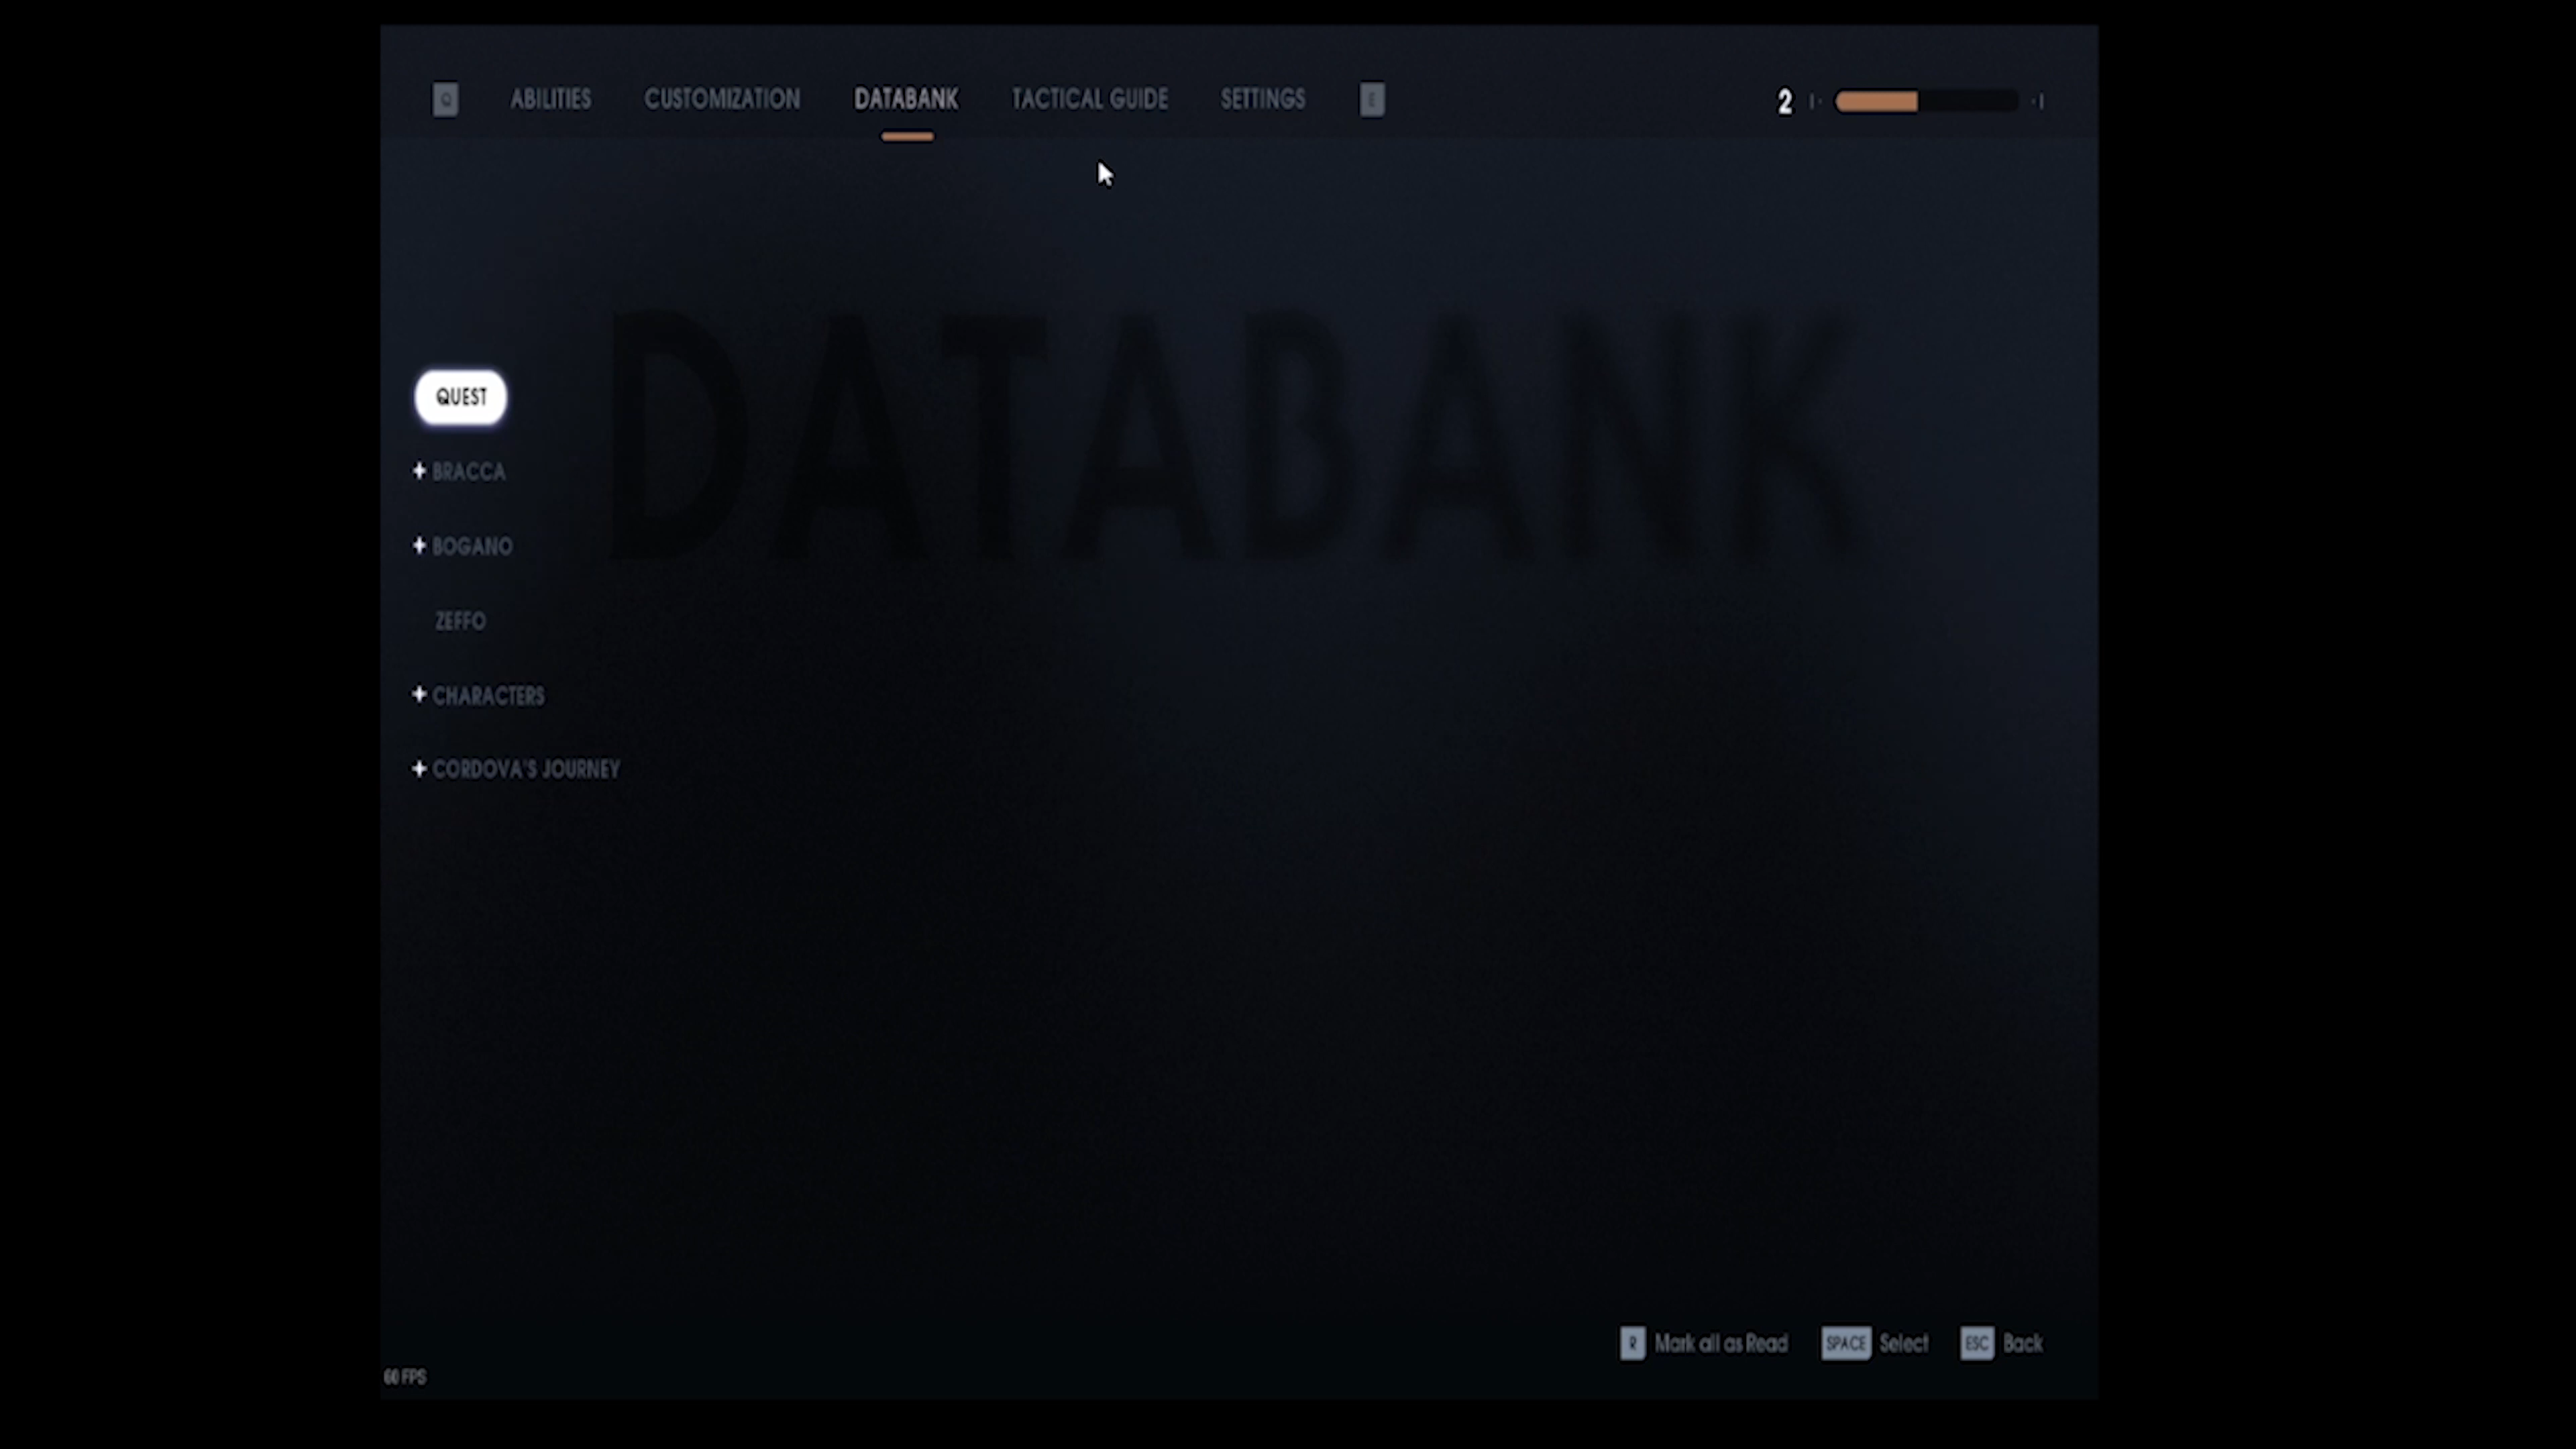 Q ABILITIES CUSTOMIZATION DATABANK TACTICAL GUIDE SETTINGS E 2
DATABANK
QUEST
+ BRACCA
+ BOGANO
ZEFFO
+ CHARACTERS
+ CORDOVA'S JOURNEY
R Mark all as Read SPACE Select ESC Back
60 FPS